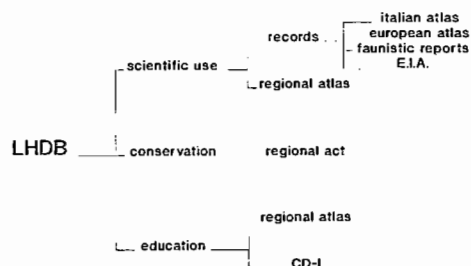 italian atlas
records
european atlas
faunistic reports
scientific use
E.I.A.
regional atlas
LHDB
conservation
regional act
regional atlas
education
CD-I